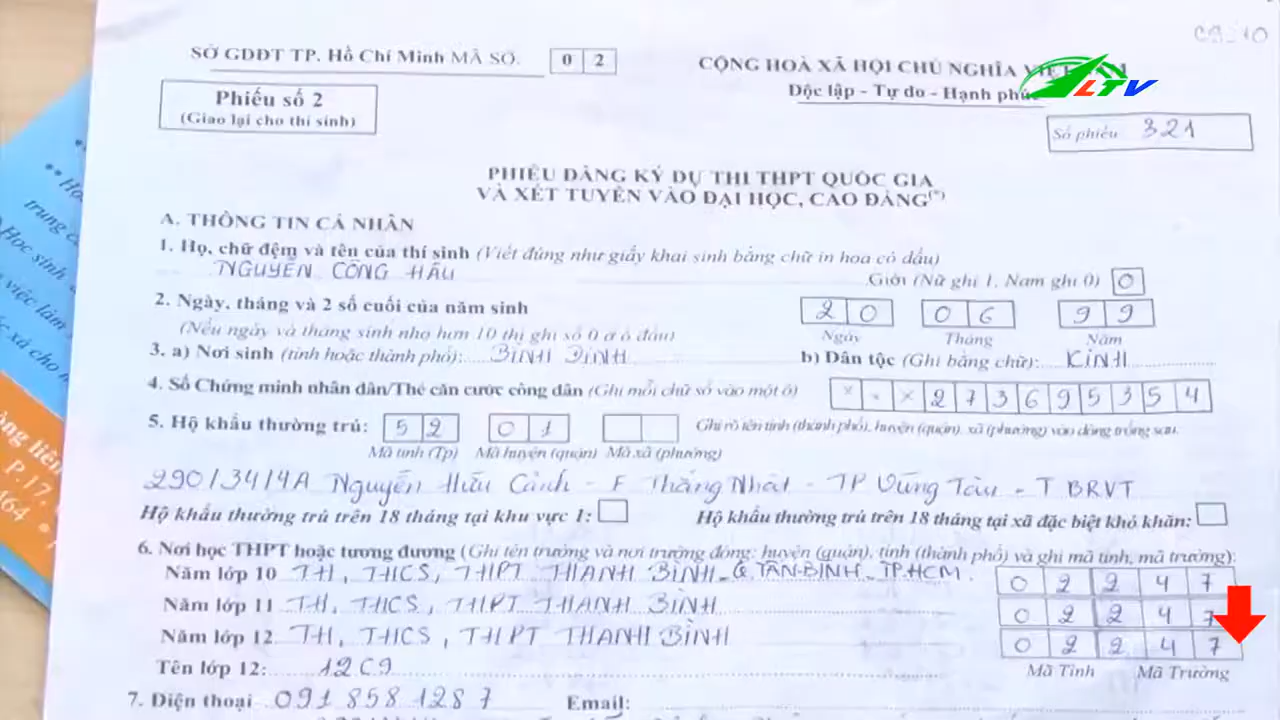 C9_10
SỞ GDĐT TP. Hồ Chí Minh MÃ SỐ. 0 2
CỘNG HOÀ XÃ HỘI CHỦ NGHĨA VIỆT NAM
Độc lập - Tự do - Hạnh phúc
LTV
Phiếu số 2
(Giao lại cho thí sinh)
Số phiếu 321
PHIẾU ĐĂNG KÝ DỰ THI THPT QUỐC GIA
VÀ XÉT TUYỂN VÀO ĐẠI HỌC, CAO ĐẲNG(*)
A. THÔNG TIN CÁ NHÂN
1. Họ, chữ đệm và tên của thí sinh (Viết đúng như giấy khai sinh bằng chữ in hoa có dấu)
NGUYỄN CÔNG HẬU
Giới (Nữ ghi 1, Nam ghi 0) 0
2. Ngày, tháng và 2 số cuối của năm sinh 2 0 0 6 9 9
(Nếu ngày và tháng sinh nhỏ hơn 10 thì ghi số 0 ở ô đầu) Ngày Tháng Năm
3. a) Nơi sinh (tỉnh hoặc thành phố): BÌNH ĐỊNH b) Dân tộc (Ghi bằng chữ): KINH
4. Số Chứng minh nhân dân/Thẻ căn cước công dân (Ghi mỗi chữ số vào một ô) × × × 2 7 3 6 9 5 3 5 4
5. Hộ khẩu thường trú: 5 2 0 1 Ghi rõ tên tỉnh (thành phố), huyện (quận), xã (phường) vào dòng trống sau.
Mã tỉnh (Tp) Mã huyện (quận) Mã xã (phường)
290/34/4A Nguyễn Hữu Cảnh - F Thắng Nhất - TP Vũng Tàu - T BRVT
Hộ khẩu thường trú trên 18 tháng tại khu vực 1: Hộ khẩu thường trú trên 18 tháng tại xã đặc biệt khó khăn:
6. Nơi học THPT hoặc tương đương (Ghi tên trường và nơi trường đóng: huyện (quận), tỉnh (thành phố) và ghi mã tỉnh, mã trường):
Năm lớp 10 TH, THCS, THPT THANH BÌNH - Q. TÂN BÌNH - TP.HCM. 0 2 2 4 7
Năm lớp 11 TH, THCS, THPT THANH BÌNH 0 2 2 4 7
Năm lớp 12 TH, THCS, THPT THANH BÌNH 0 2 2 4 7
Tên lớp 12: 12C9 Mã Tỉnh Mã Trường
7. Điện thoại 091 858 1287 Email:
trung c
Học sinh
việc làm
xã cho
ông liên
P.17
464